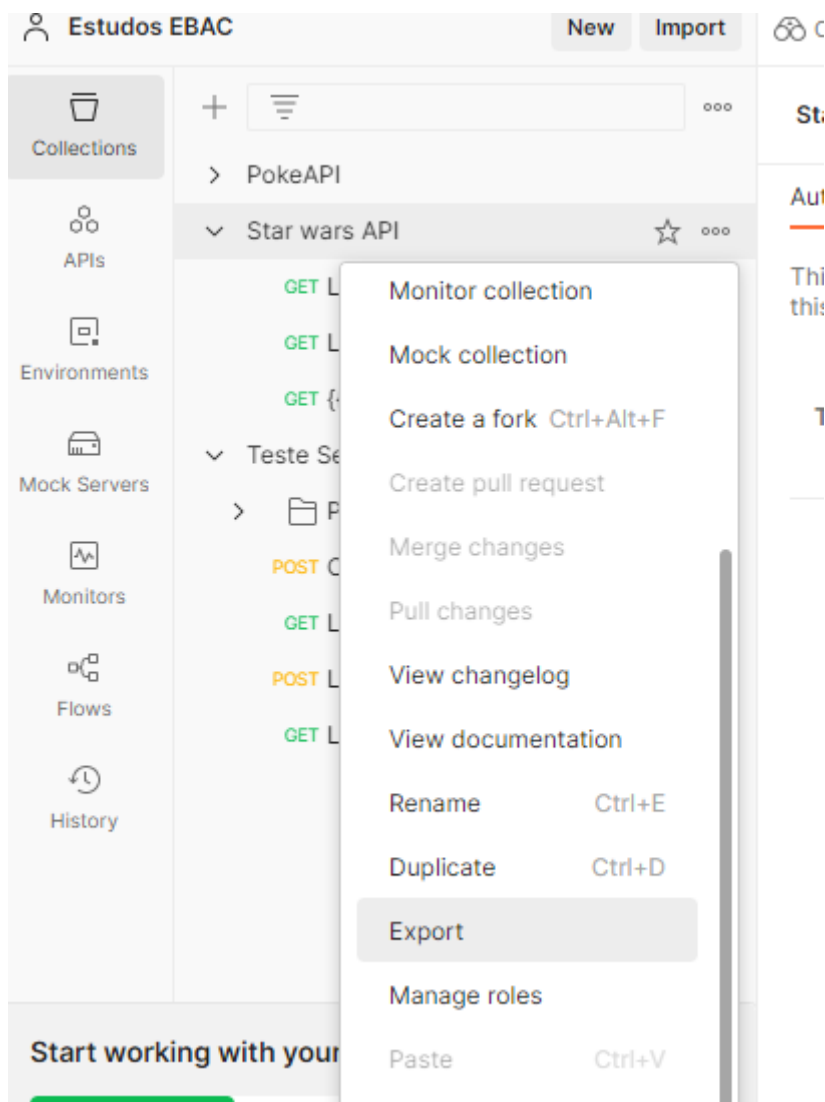 Estudos EBAC
New
Import
Collections
APIs
Environments
Mock Servers
Monitors
Flows
History
PokeAPI
Star wars API
GET L
GET L
GET {
Teste Se
P
POST C
GET L
POST L
GET L
Monitor collection
Mock collection
Create a fork Ctrl+Alt+F
Create pull request
Merge changes
Pull changes
View changelog
View documentation
Rename Ctrl+E
Duplicate Ctrl+D
Export
Manage roles
Paste Ctrl+V
Start working with your
Sta
Aut
Thi
this
T